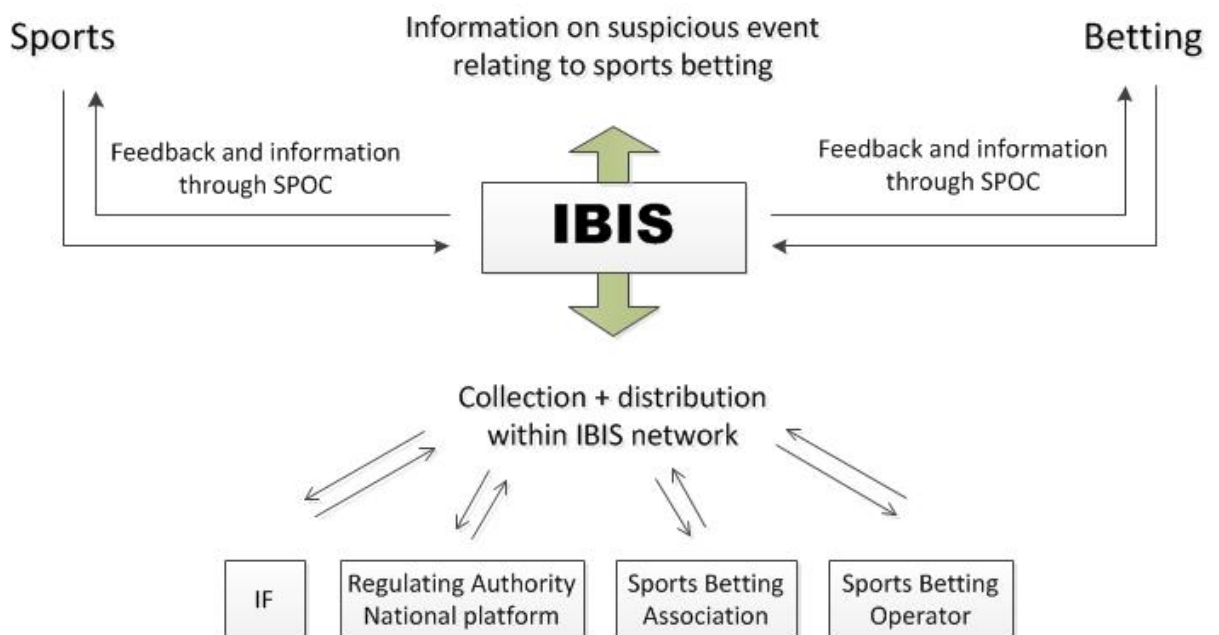 Sports
Information on suspicious event
relating to sports betting
Betting
Feedback and information
through SPOC
Feedback and information
through SPOC
IBIS
Collection + distribution
within IBIS network
IF
Regulating Authority
National platform
Sports Betting
Association
Sports Betting
Operator